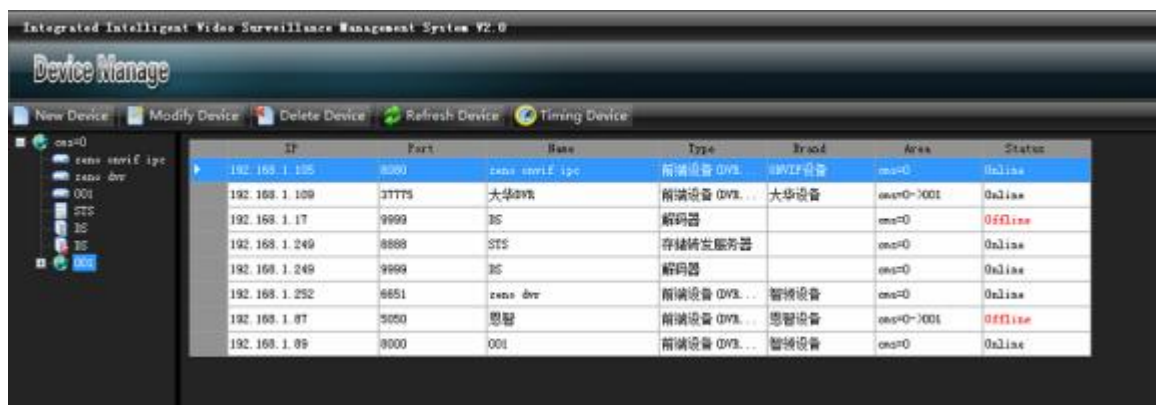 Integrated Intelligent Video Surveillance Management System V2.0
Device Manage
New Device Modify Device Delete Device Refresh Device Timing Device
cms=0
zeno onvif ipc
zeno dvr
001
STS
DS
DS
001
IP Port Name Type Brand Area Status
192.168.1.105 8080 zeno onvif ipc 前端设备(DVR... ONVIF设备 cms=0 Online
192.168.1.109 37775 大华DVR 前端设备(DVR... 大华设备 cms=0->001 Online
192.168.1.17 9999 DS 解码器 cms=0 Offline
192.168.1.249 8888 STS 存储转发服务器 cms=0 Online
192.168.1.249 9999 DS 解码器 cms=0 Online
192.168.1.252 6651 zeno dvr 前端设备(DVR... 智领设备 cms=0 Online
192.168.1.87 5050 恩智 前端设备(DVR... 恩智设备 cms=0->001 Offline
192.168.1.89 8000 001 前端设备(DVR... 智领设备 cms=0 Online